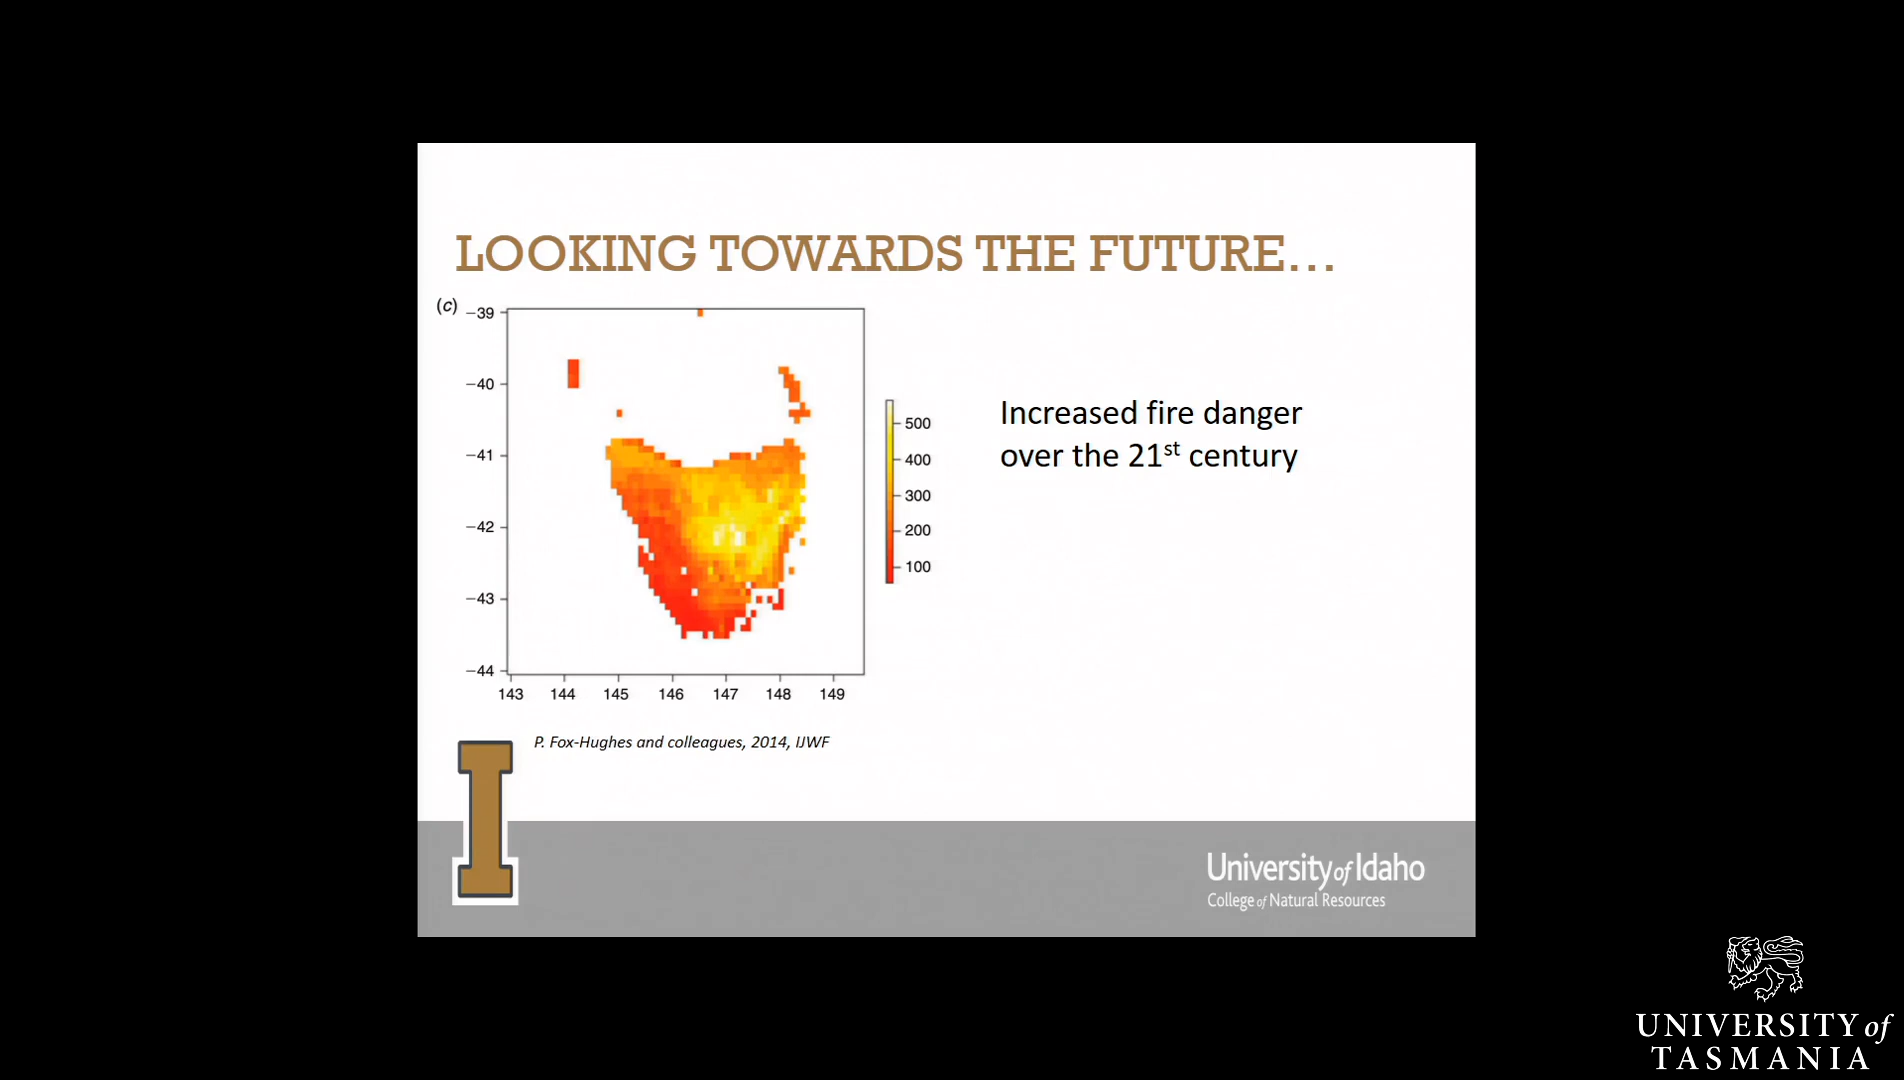 LOOKING TOWARDS THE FUTURE...
(c)
−39
−40
−41
−42
−43
−44
143 144 145 146 147 148 149
500
400
300
200
100
Increased fire danger
over the 21st century
P. Fox-Hughes and colleagues, 2014, IJWF
I
University of Idaho
College of Natural Resources
UNIVERSITY of
TASMANIA